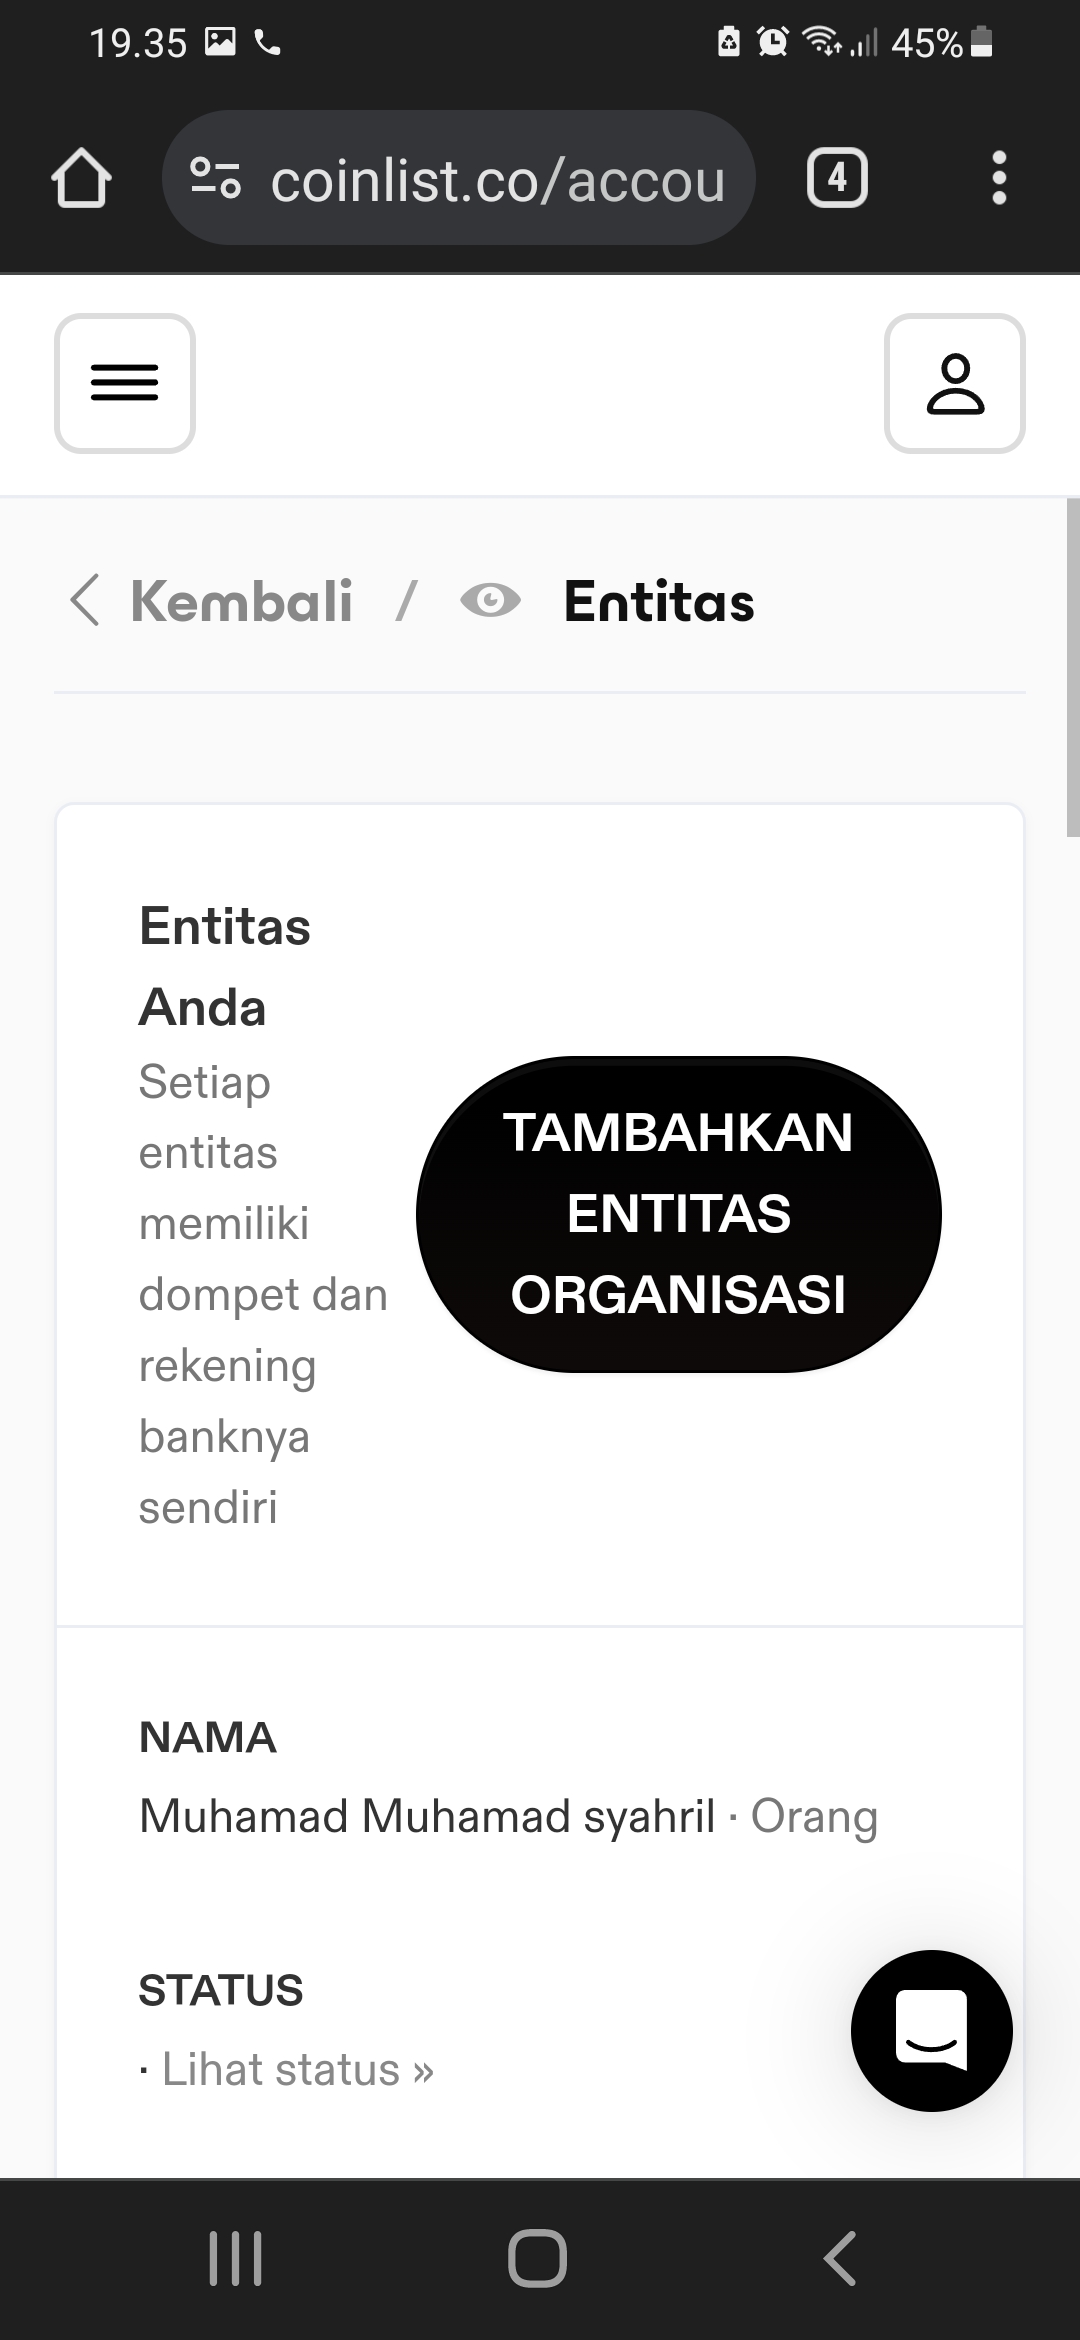 19.35
45%
coinlist.co/accou
4
Kembali / Entitas
Entitas
Anda
Setiap
entitas
memiliki
dompet dan
rekening
banknya
sendiri
TAMBAHKAN
ENTITAS
ORGANISASI
NAMA
Muhamad Muhamad syahril · Orang
STATUS
· Lihat status »